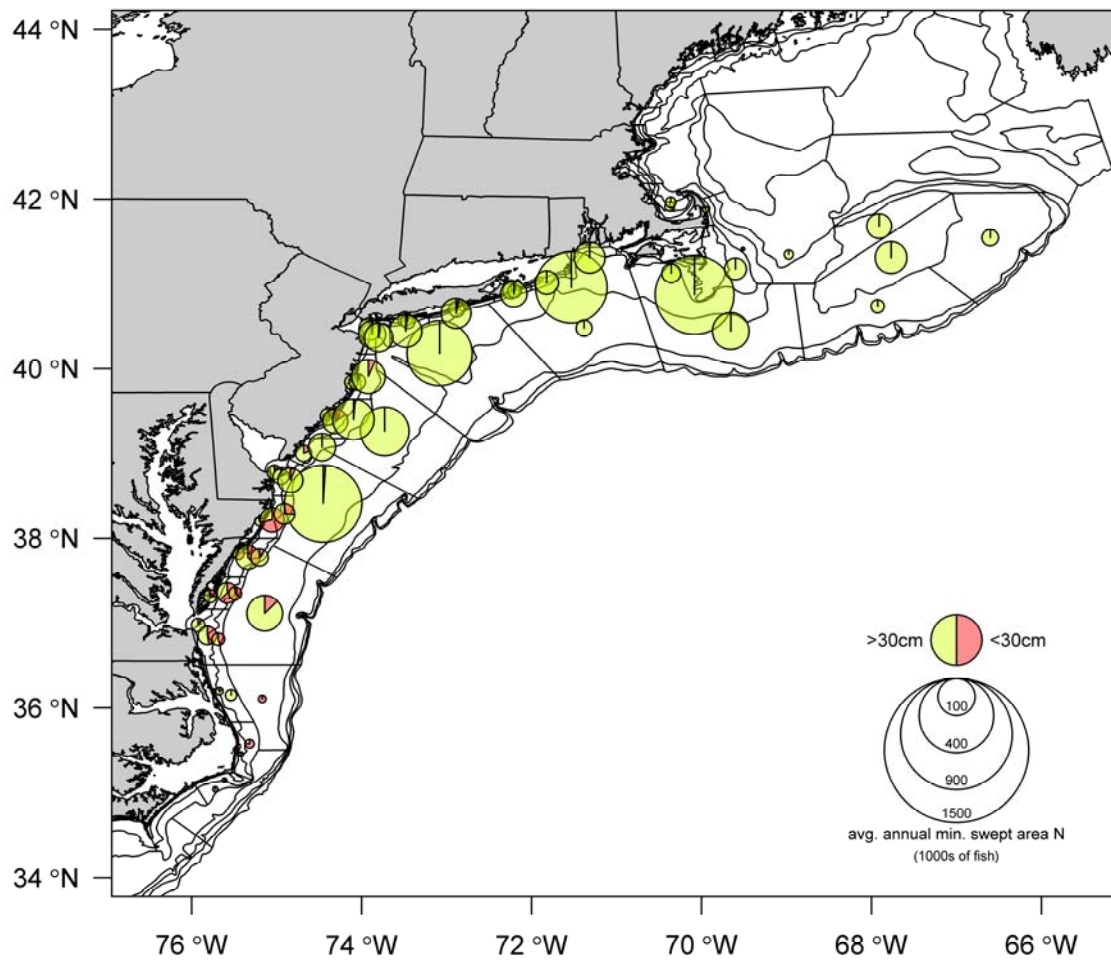 44 °N
42 °N
40 °N
38 °N
36 °N
34 °N
>30cm <30cm
100
400
900
1500
avg. annual min. swept area N
(1000s of fish)
76 °W 74 °W 72 °W 70 °W 68 °W 66 °W